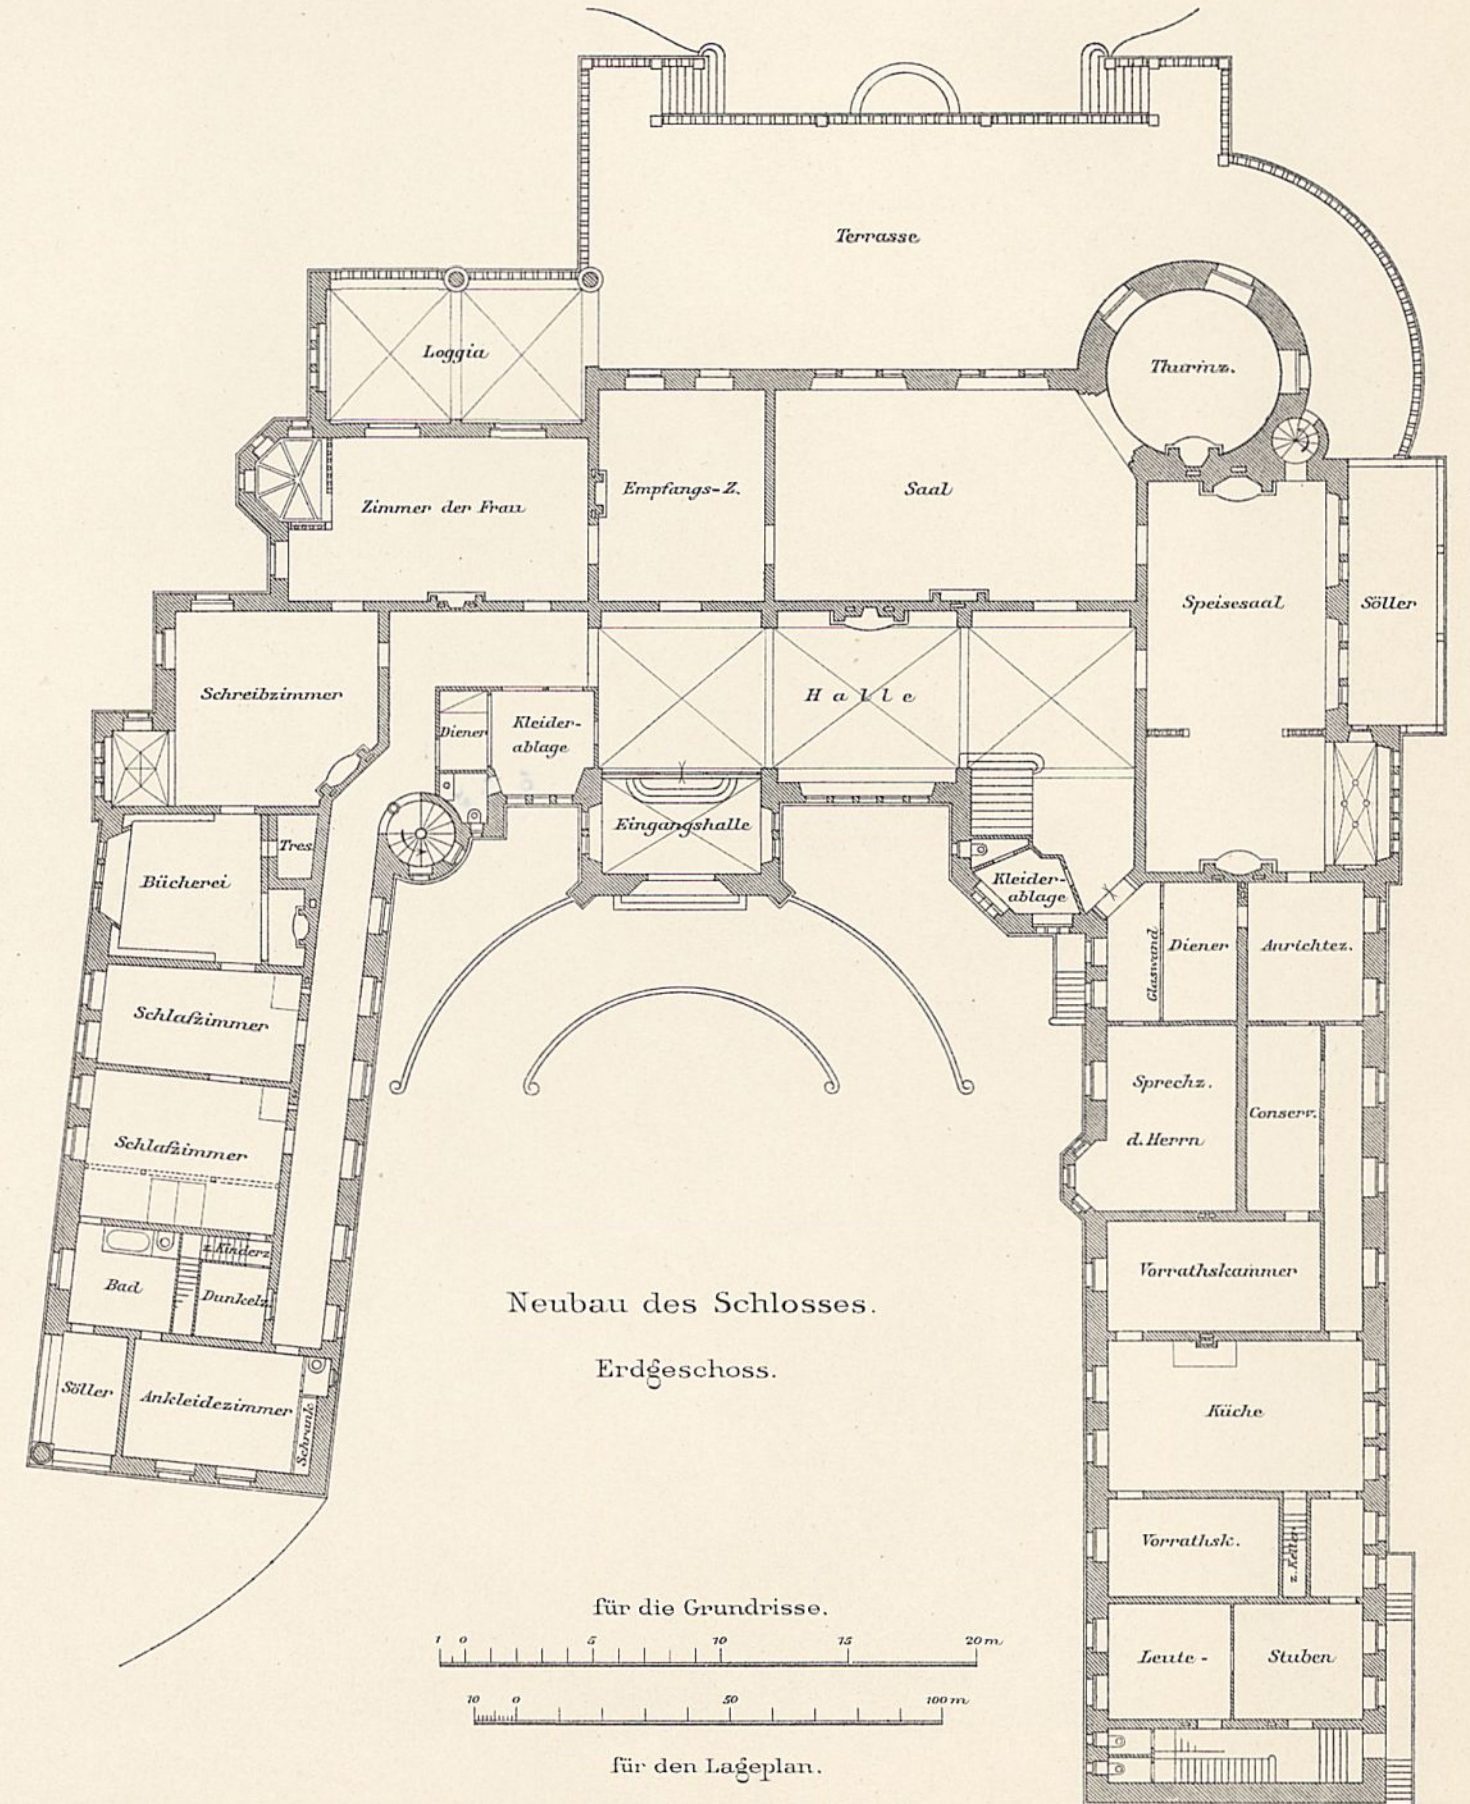 Terrasse
Loggia
Thurmz.
Zimmer der Frau
Empfangs-Z.
Saal
Speisesaal
Söller
Schreibzimmer
Diener
Kleider-
ablage
Halle
Eingangshalle
Tres.
Bücherei
Kleider-
ablage
Glaswand
Diener
Anrichtez.
Schlafzimmer
Sprechz.
d. Herrn
Conserv.
Schlafzimmer
z. Kinderz
Bad
Dunkelz.
Vorrathskammer
Neubau des Schlosses.
Erdgeschoss.
Söller
Ankleidezimmer
Schrank
Küche
Vorrathsk.
z. Keller
für die Grundrisse.
1 0 5 10 15 20 m
Leute-
Stuben
10 0 50 100 m
für den Lageplan.